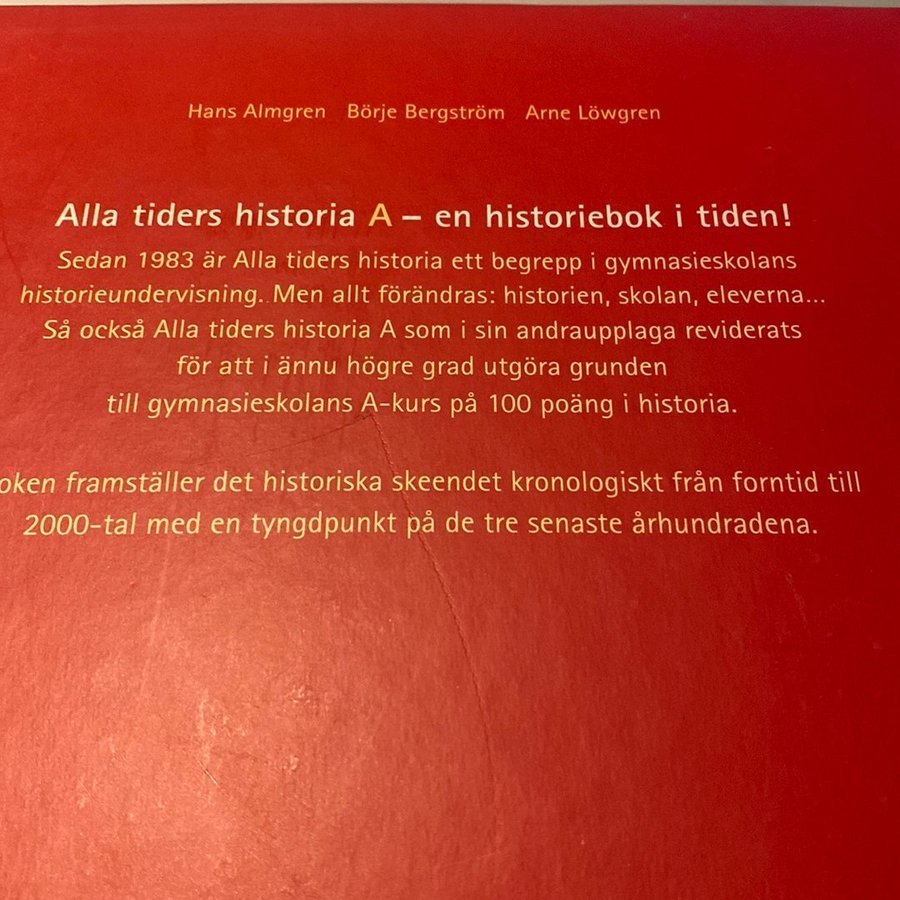 Hans Almgren Börje Bergström Arne Löwgren
Alla tiders historia A – en historiebok i tiden!
Sedan 1983 är Alla tiders historia ett begrepp i gymnasieskolans
historieundervisning. Men allt förändras: historien, skolan, eleverna...
Så också Alla tiders historia A som i sin andraupplaga reviderats
för att i ännu högre grad utgöra grunden
till gymnasieskolans A-kurs på 100 poäng i historia.
oken framställer det historiska skeendet kronologiskt från forntid till
2000-tal med en tyngdpunkt på de tre senaste århundradena.